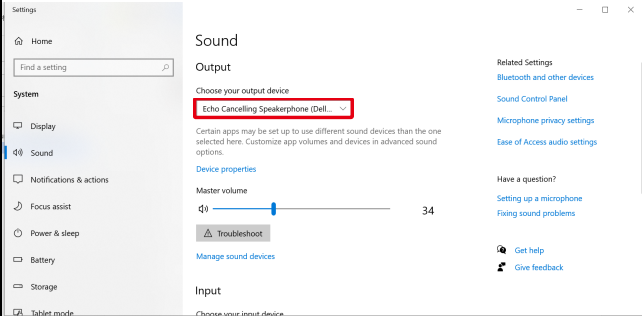 Settings
Home
Find a setting
System
Display
Sound
Notifications & actions
Focus assist
Power & sleep
Battery
Storage
Tablet mode
Sound
Output
Choose your output device
Echo Cancelling Speakerphone (Dell...
Certain apps may be set up to use different sound devices than the one
selected here. Customize app volumes and devices in advanced sound
options.
Device properties
Master volume
34
Troubleshoot
Manage sound devices
Input
Choose your input device
Related Settings
Bluetooth and other devices
Sound Control Panel
Microphone privacy settings
Ease of Access audio settings
Have a question?
Setting up a microphone
Fixing sound problems
Get help
Give feedback